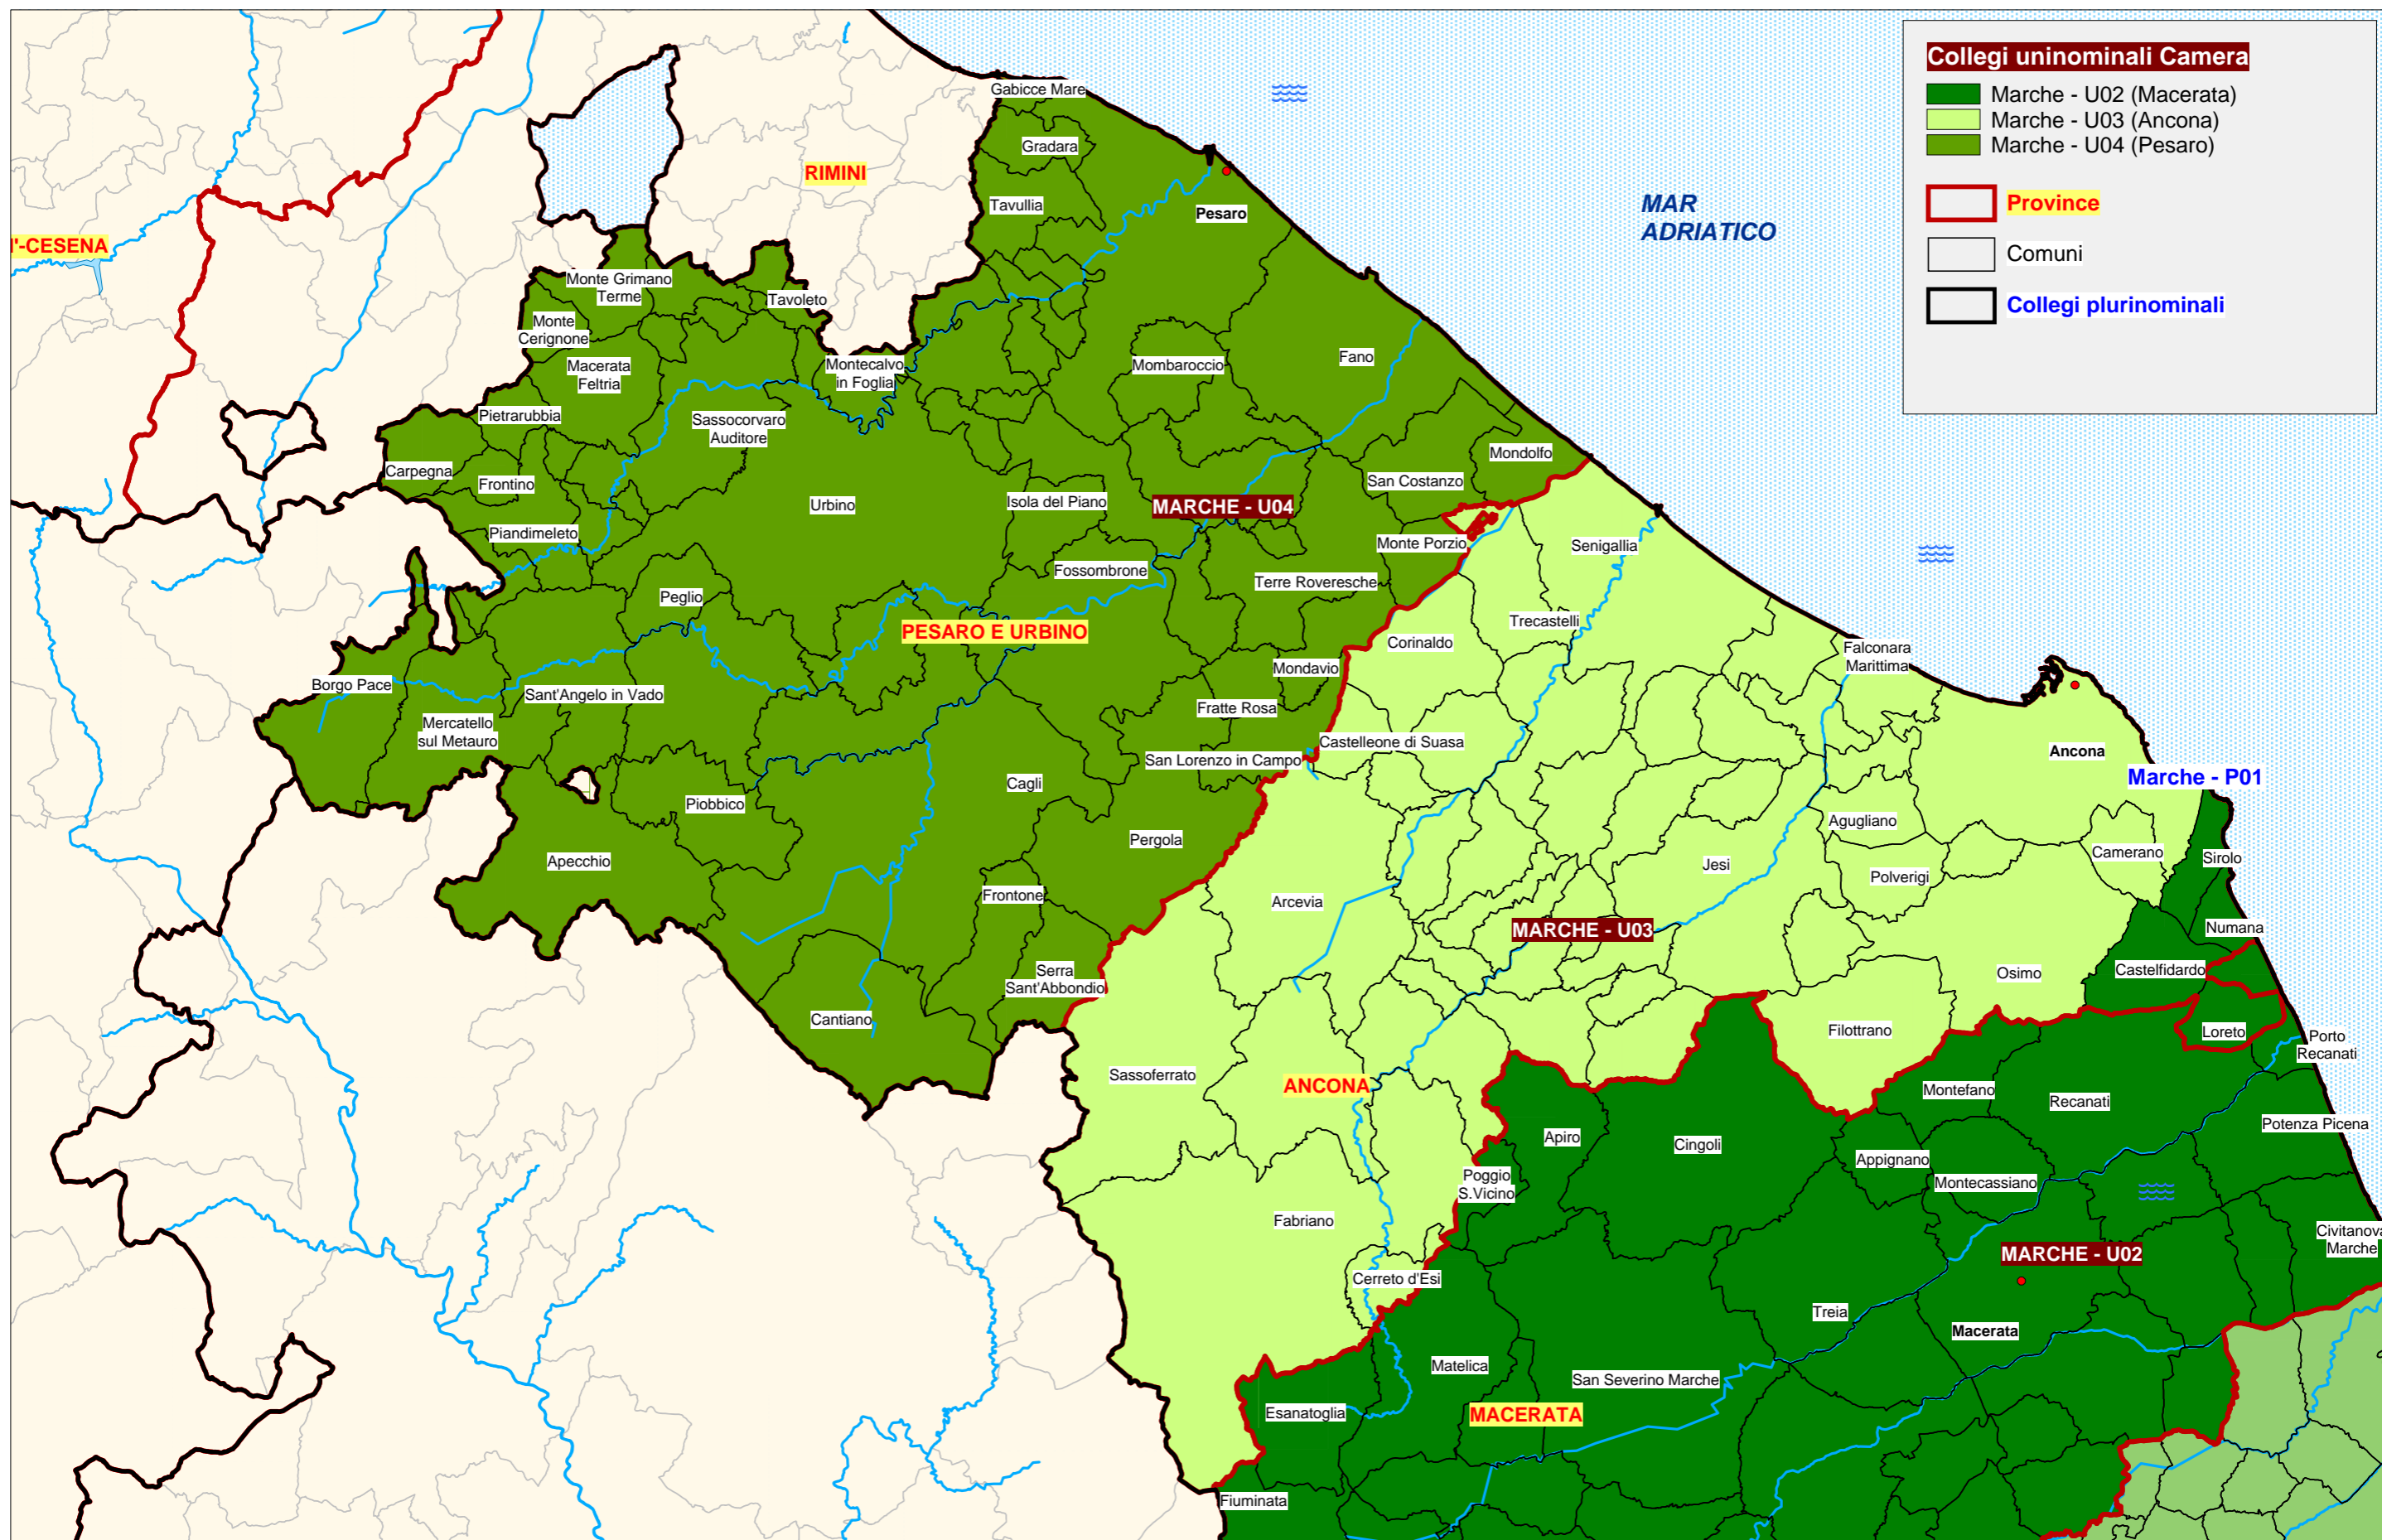 Collegi uninominali Camera
Marche - U02 (Macerata)
Marche - U03 (Ancona)
Marche - U04 (Pesaro)
Province
Comuni
Collegi plurinominali
MAR
ADRIATICO
Gabicce Mare
Gradara
RIMINI
Tavullia
Pesaro
I'-CESENA
Monte Grimano
Terme
Tavoleto
Monte
Cerignone
Macerata
Feltria
Montecalvo
in Foglia
Mombaroccio
Fano
Pietrarubbia
Sassocorvaro
Auditore
Mondolfo
Carpegna
Frontino
San Costanzo
Urbino
Isola del Piano
MARCHE - U04
Piandimeleto
Monte Porzio
Senigallia
Fossombrone
Terre Roveresche
Peglio
PESARO E URBINO
Trecastelli
Corinaldo
Falconara
Marittima
Mondavio
Borgo Pace
Sant'Angelo in Vado
Fratte Rosa
Mercatello
sul Metauro
Castelleone di Suasa
San Lorenzo in Campo
Ancona
Marche - P01
Cagli
Piobbico
Agugliano
Pergola
Camerano
Sirolo
Apecchio
Jesi
Polverigi
Frontone
Arcevia
MARCHE - U03
Numana
Serra
Sant'Abbondio
Osimo
Castelfidardo
Cantiano
Filottrano
Loreto
Porto
Recanati
Sassoferrato
ANCONA
Montefano
Recanati
Potenza Picena
Apiro
Cingoli
Appignano
Poggio
S.Vicino
Montecassiano
Fabriano
Civitanova
Marche
MARCHE - U02
Cerreto d'Esi
Treia
Macerata
Matelica
San Severino Marche
Esanatoglia
MACERATA
Fiuminata